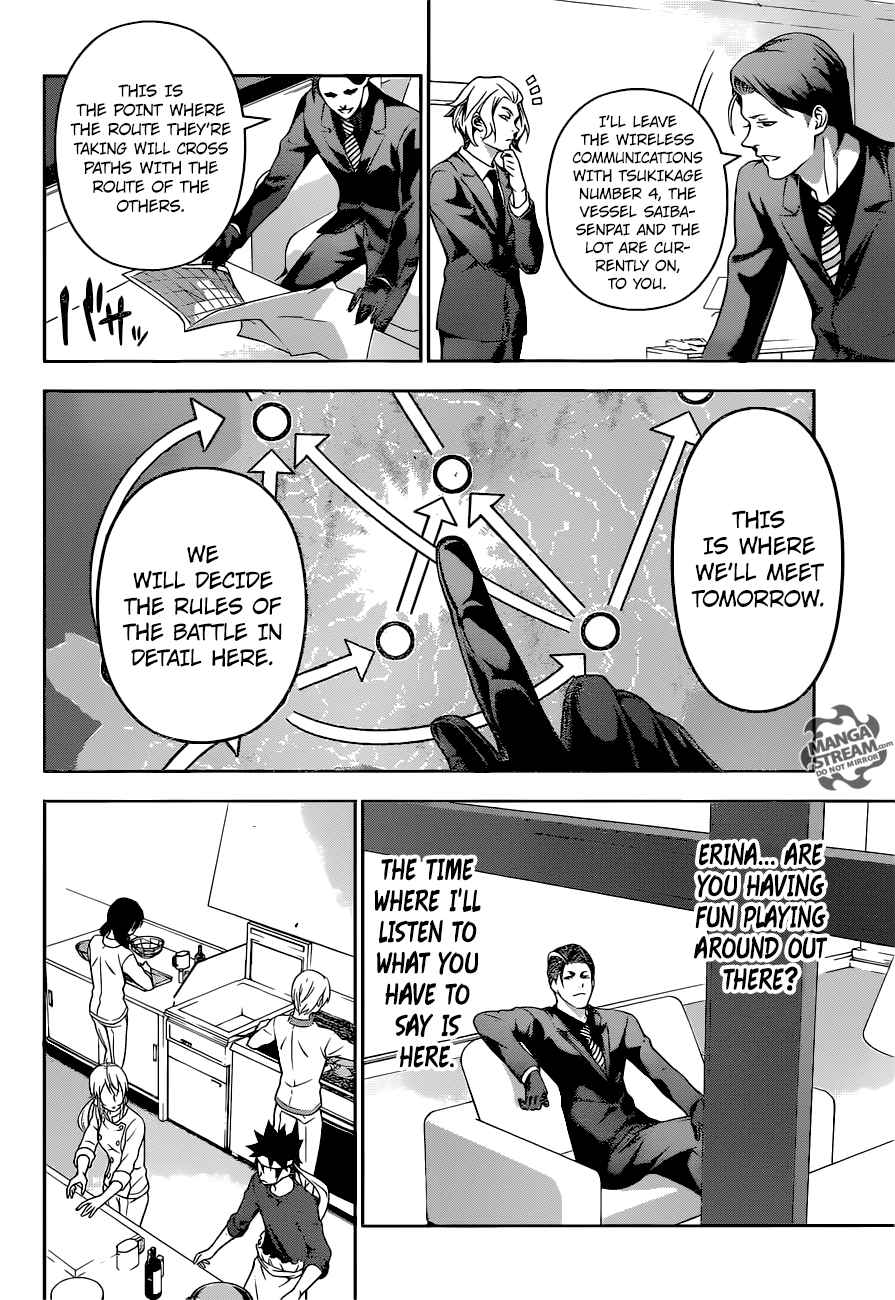 I'LL LEAVE
THE WIRELESS
COMMUNICATIONS
WITH TSUKIKAGE
NUMBER 4, THE
VESSEL SAIBA-
SENPAI AND THE
LOT ARE CUR-
RENTLY ON,
TO YOU.
THIS IS
THE POINT WHERE
THE ROUTE THEY'RE
TAKING WILL CROSS
PATHS WITH THE
ROUTE OF THE
OTHERS.
バサッ
THIS
IS WHERE
WE'LL MEET
TOMORROW.
WE
WILL DECIDE
THE RULES OF
THE BATTLE IN
DETAIL HERE.
MANGA
STREAM.com
DO NOT MIRROR!
ERINA... ARE
YOU HAVING
FUN PLAYING
AROUND OUT
THERE?
THE TIME
WHERE I'LL
LISTEN TO
WHAT YOU
HAVE TO
SAY IS
HERE.